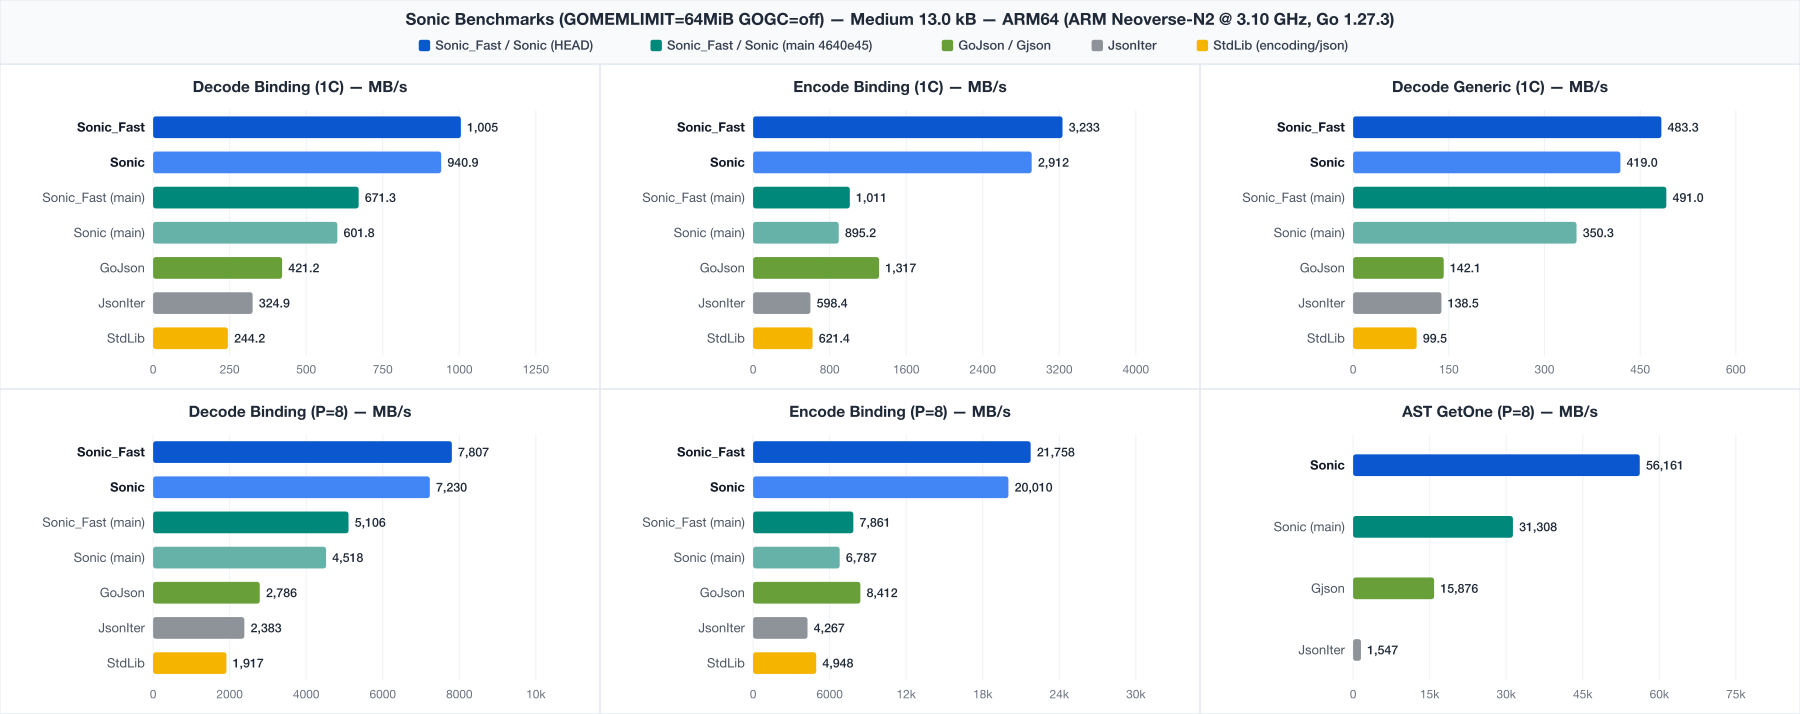 Sonic Benchmarks (GOMEMLIMIT=64MiB GOGC=off) — Medium 13.0 kB — ARM64 (ARM Neoverse-N2 @ 3.10 GHz, Go 1.27.3)
Sonic_Fast / Sonic (HEAD) Sonic_Fast / Sonic (main 4640e45) GoJson / Gjson JsonIter StdLib (encoding/json)
Decode Binding (1C) — MB/s
Sonic_Fast 1,005
Sonic 940.9
Sonic_Fast (main) 671.3
Sonic (main) 601.8
GoJson 421.2
JsonIter 324.9
StdLib 244.2
0 250 500 750 1000 1250
Encode Binding (1C) — MB/s
Sonic_Fast 3,233
Sonic 2,912
Sonic_Fast (main) 1,011
Sonic (main) 895.2
GoJson 1,317
JsonIter 598.4
StdLib 621.4
0 800 1600 2400 3200 4000
Decode Generic (1C) — MB/s
Sonic_Fast 483.3
Sonic 419.0
Sonic_Fast (main) 491.0
Sonic (main) 350.3
GoJson 142.1
JsonIter 138.5
StdLib 99.5
0 150 300 450 600
Decode Binding (P=8) — MB/s
Sonic_Fast 7,807
Sonic 7,230
Sonic_Fast (main) 5,106
Sonic (main) 4,518
GoJson 2,786
JsonIter 2,383
StdLib 1,917
0 2000 4000 6000 8000 10k
Encode Binding (P=8) — MB/s
Sonic_Fast 21,758
Sonic 20,010
Sonic_Fast (main) 7,861
Sonic (main) 6,787
GoJson 8,412
JsonIter 4,267
StdLib 4,948
0 6000 12k 18k 24k 30k
AST GetOne (P=8) — MB/s
Sonic 56,161
Sonic (main) 31,308
Gjson 15,876
JsonIter 1,547
0 15k 30k 45k 60k 75k